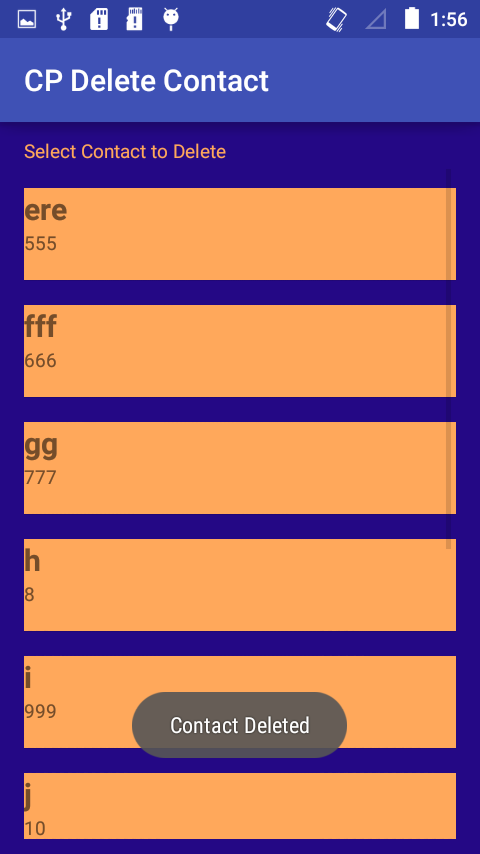 1:56
CP Delete Contact
Select Contact to Delete
ere
555
fff
666
gg
777
h
8
i
999
Contact Deleted
j
10